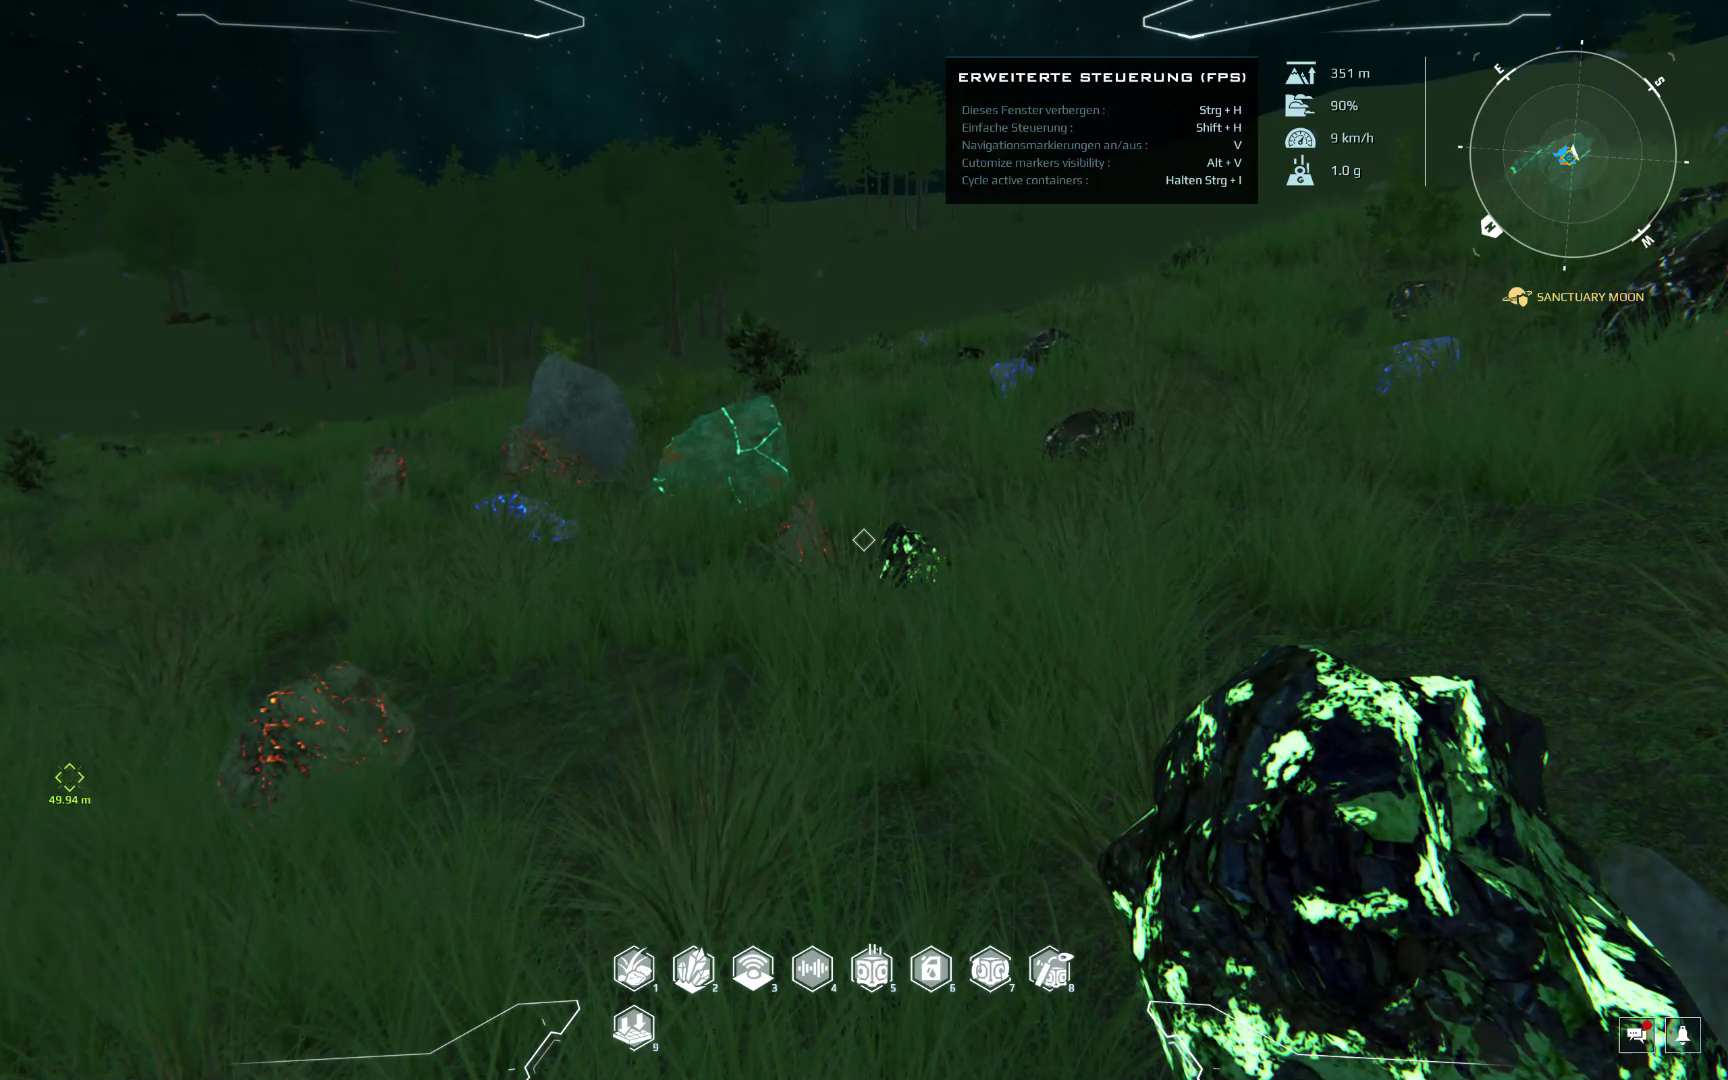 ERWEITERTE STEUERUNG (FPS)
Dieses Fenster verbergen : Strg + H
Einfache Steuerung : Shift + H
Navigationsmarkierungen an/aus : V
Cutomize markers visibility : Alt + V
Cycle active containers : Halten Strg + I
351 m
90%
9 km/h
1.0 g
G
E
S
N
W
SANCTUARY MOON
49.94 m
1
2
3
4
5
6
7
8
9